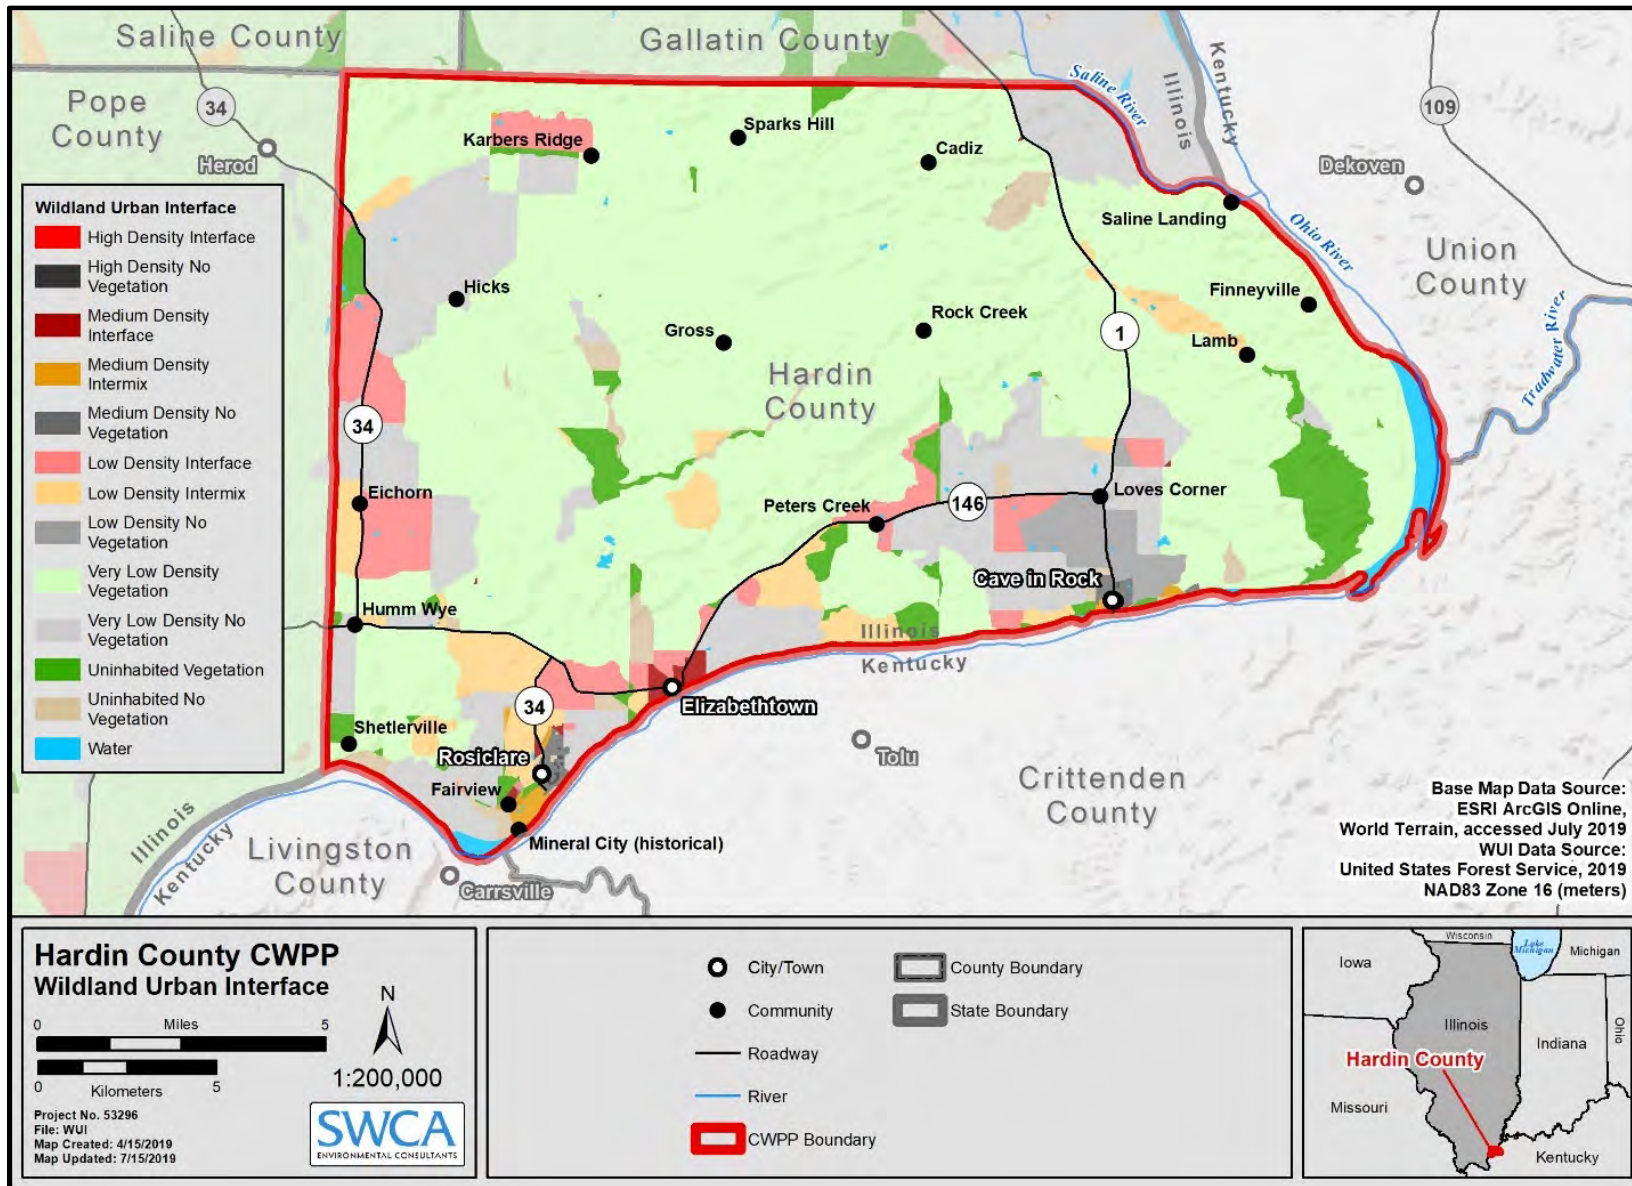 Saline County
Gallatin County
Pope
County
34
Herod
Karbers Ridge
Sparks Hill
Cadiz
Saline River
Illinois
Kentucky
109
Dekoven
Saline Landing
Ohio River
Union
County
Wildland Urban Interface
High Density Interface
High Density No
Vegetation
Medium Density
Interface
Medium Density
Intermix
Medium Density No
Vegetation
Low Density Interface
Low Density Intermix
Low Density No
Vegetation
Very Low Density
Vegetation
Very Low Density No
Vegetation
Uninhabited Vegetation
Uninhabited No
Vegetation
Water
Hicks
Gross
Rock Creek
1
Finneyville
Lamb
Tradwater River
Hardin
County
34
Eichorn
Peters Creek
146
Loves Corner
Cave in Rock
Humm Wye
Illinois
Kentucky
34
Elizabethtown
Shetlerville
Rosiclare
Fairview
Mineral City (historical)
Tolu
Crittenden
County
Illinois
Kentucky
Livingston
County
Carrsville
Base Map Data Source:
ESRI ArcGIS Online,
World Terrain, accessed July 2019
WUI Data Source:
United States Forest Service, 2019
NAD83 Zone 16 (meters)
Hardin County CWPP
Wildland Urban Interface
0 Miles 5
0 Kilometers 5
N
1:200,000
Project No. 53296
File: WUI
Map Created: 4/15/2019
Map Updated: 7/15/2019
SWCA
ENVIRONMENTAL CONSULTANTS
City/Town
Community
Roadway
River
CWPP Boundary
County Boundary
State Boundary
Wisconsin
Lake
Michigan
Michigan
Iowa
Illinois
Indiana
Ohio
Hardin County
Missouri
Kentucky